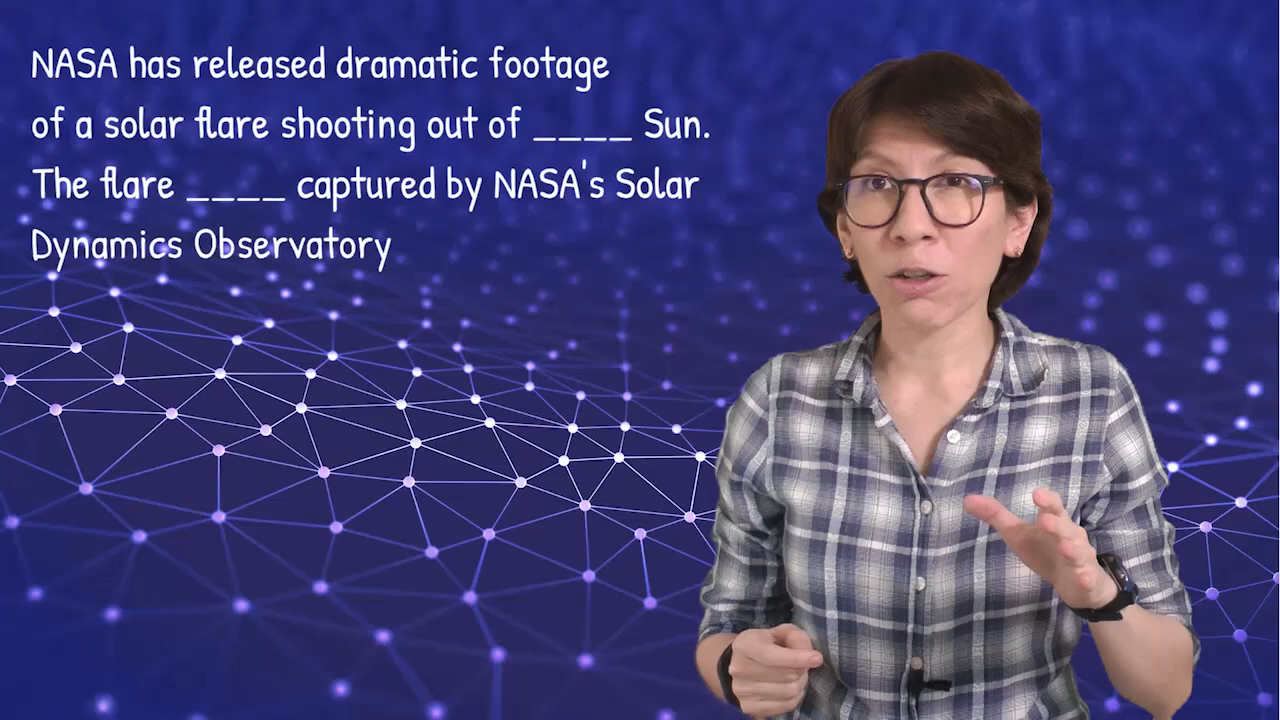 NASA has released dramatic footage
of a solar flare shooting out of ____ Sun.
The flare ____ captured by NASA's Solar
Dynamics Observatory